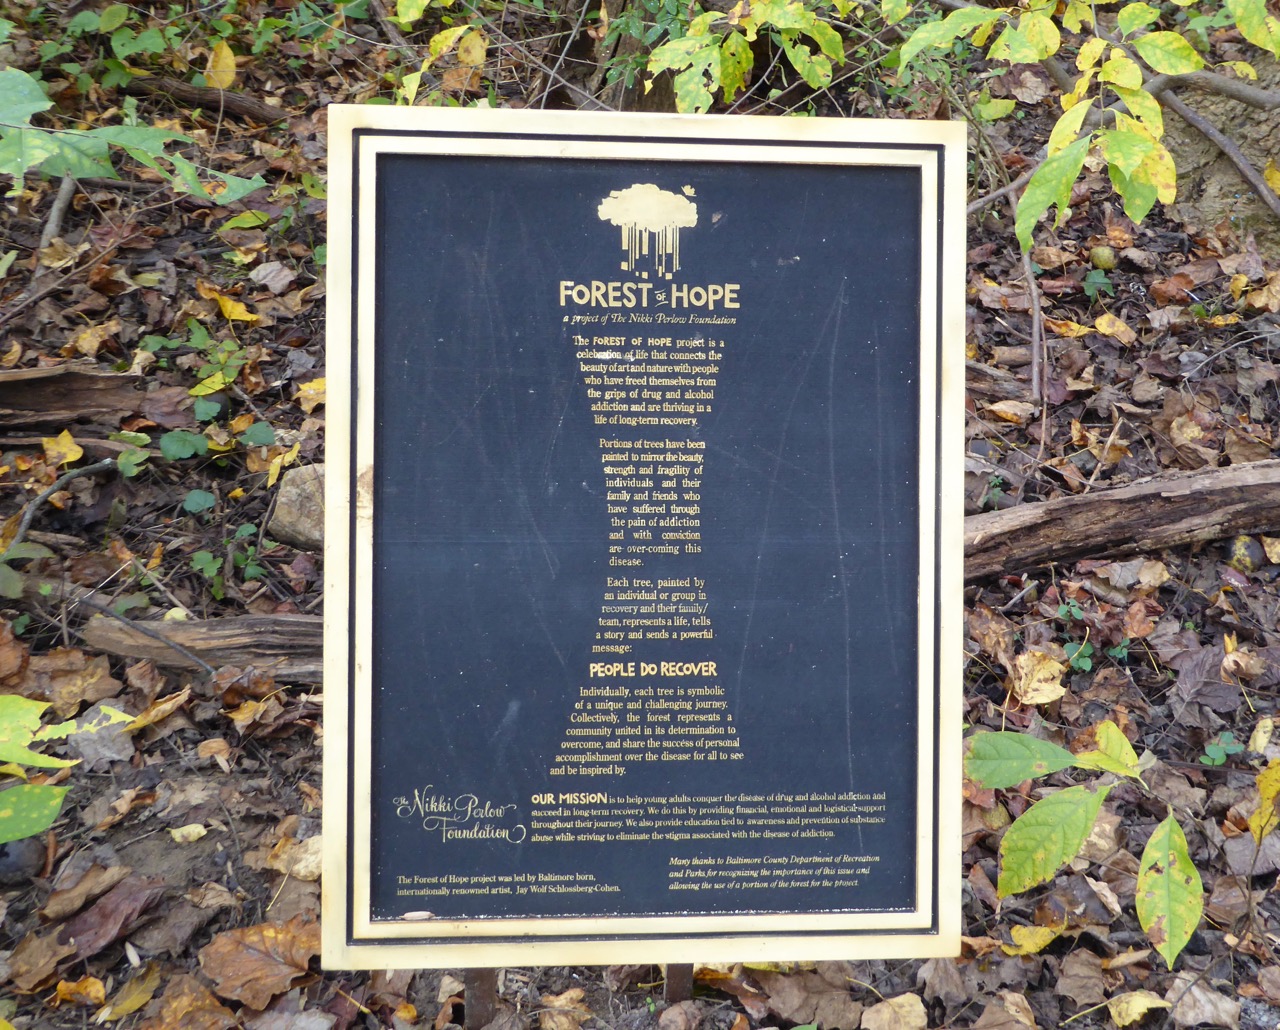 FOREST OF HOPE
a project of The Nikki Perlow Foundation
The FOREST OF HOPE project is a
celebration of life that connects the
beauty of art and nature with people
who have freed themselves from
the grips of drug and alcohol
addiction and are thriving in a
life of long-term recovery.
Portions of trees have been
painted to mirror the beauty,
strength and fragility of
individuals and their
family and friends who
have suffered through
the pain of addiction
and with conviction
are over-coming this
disease.
Each tree, painted by
an individual or group in
recovery and their family/
team, represents a life, tells
a story and sends a powerful
message:
PEOPLE DO RECOVER
Individually, each tree is symbolic
of a unique and challenging journey.
Collectively, the forest represents a
community united in its determination to
overcome, and share the success of personal
accomplishment over the disease for all to see
and be inspired by.
The Nikki Perlow
Foundation
OUR MISSION is to help young adults conquer the disease of drug and alcohol addiction and
succeed in long-term recovery. We do this by providing financial, emotional and logistical support
throughout their journey. We also provide education tied to awareness and prevention of substance
abuse while striving to eliminate the stigma associated with the disease of addiction.
The Forest of Hope project was led by Baltimore born,
internationally renowned artist, Jay Wolf Schlossberg-Cohen.
Many thanks to Baltimore County Department of Recreation
and Parks for recognizing the importance of this issue and
allowing the use of a portion of the forest for the project.